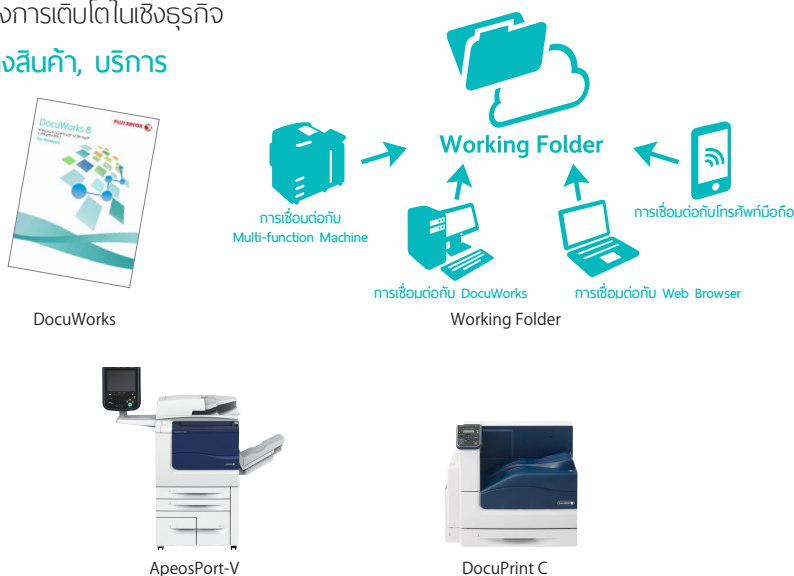 งการเติบโตในเชิงธุรกิจ
งสินค้า, บริการ
DocuWorks 8
FUJI XEROX
Working Folder
การเชื่อมต่อกับ
Multi-function Machine
การเชื่อมต่อกับโทรศัพท์มือถือ
การเชื่อมต่อกับ DocuWorks
การเชื่อมต่อกับ Web Browser
DocuWorks
Working Folder
ApeosPort-V
DocuPrint C